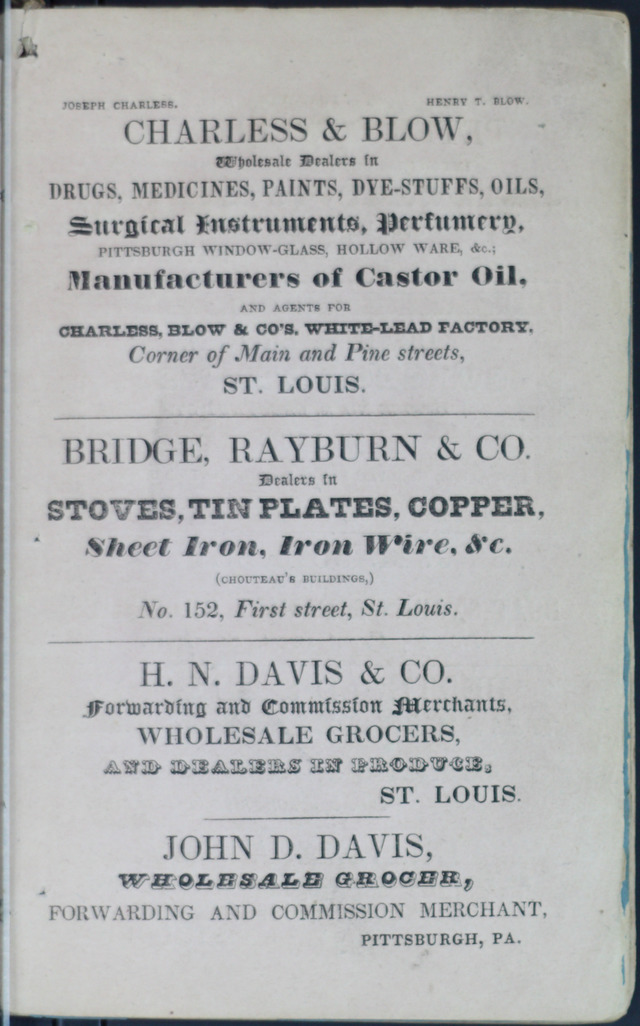 JOSEPH CHARLESS. HENRY T. BLOW.
CHARLESS & BLOW,
Wholesale Dealers in
DRUGS, MEDICINES, PAINTS, DYE-STUFFS, OILS,
Surgical Instruments, Perfumery,
PITTSBURGH WINDOW-GLASS, HOLLOW WARE, &c.;
Manufacturers of Castor Oil,
AND AGENTS FOR
CHARLESS, BLOW & CO'S. WHITE-LEAD FACTORY.
Corner of Main and Pine streets,
ST. LOUIS.
BRIDGE, RAYBURN & CO.
Dealers in
STOVES, TIN PLATES, COPPER,
Sheet Iron, Iron Wire, &c.
(CHOUTEAU'S BUILDINGS,)
No. 152, First street, St. Louis.
H. N. DAVIS & CO.
Forwarding and Commission Merchants,
WHOLESALE GROCERS,
AND DEALERS IN PRODUCE,
ST. LOUIS.
JOHN D. DAVIS,
WHOLESALE GROCER,
FORWARDING AND COMMISSION MERCHANT,
PITTSBURGH, PA.